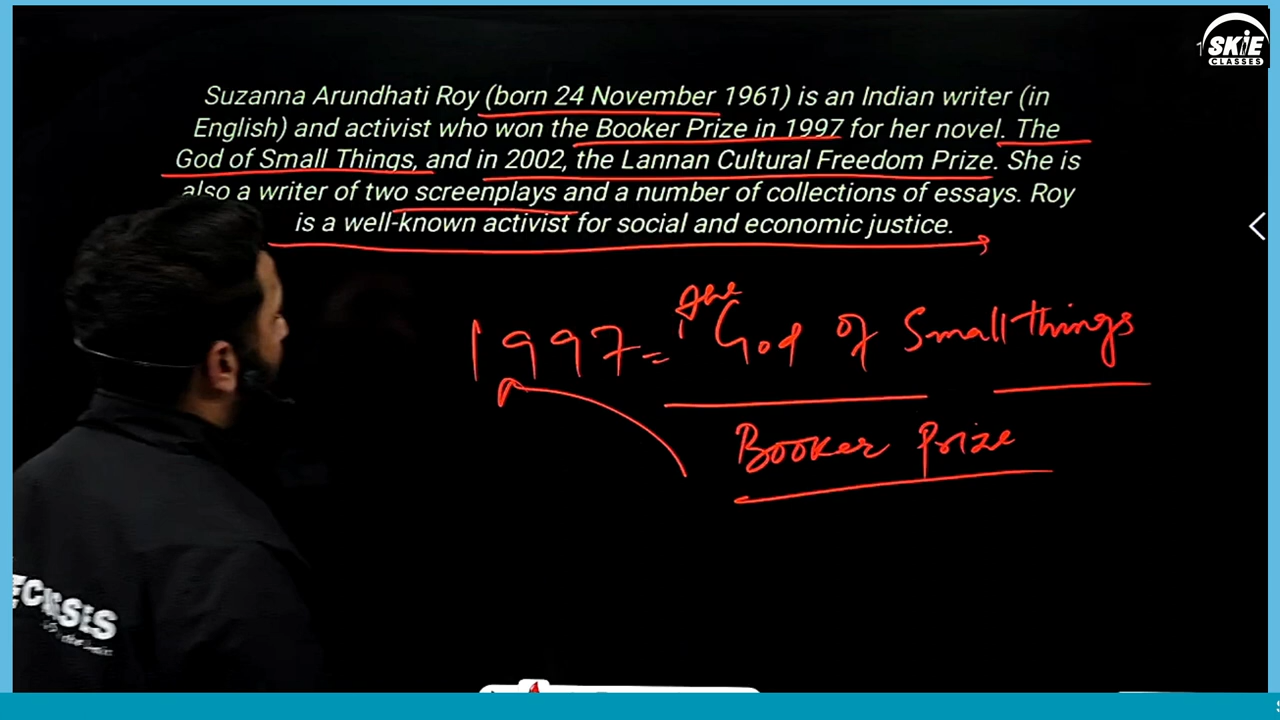 SKiE
CLASSES
Suzanna Arundhati Roy (born 24 November 1961) is an Indian writer (in
English) and activist who won the Booker Prize in 1997 for her novel. The
God of Small Things, and in 2002, the Lannan Cultural Freedom Prize. She is
also a writer of two screenplays and a number of collections of essays. Roy
is a well-known activist for social and economic justice.
the
1997 = God of Small things
Booker Prize